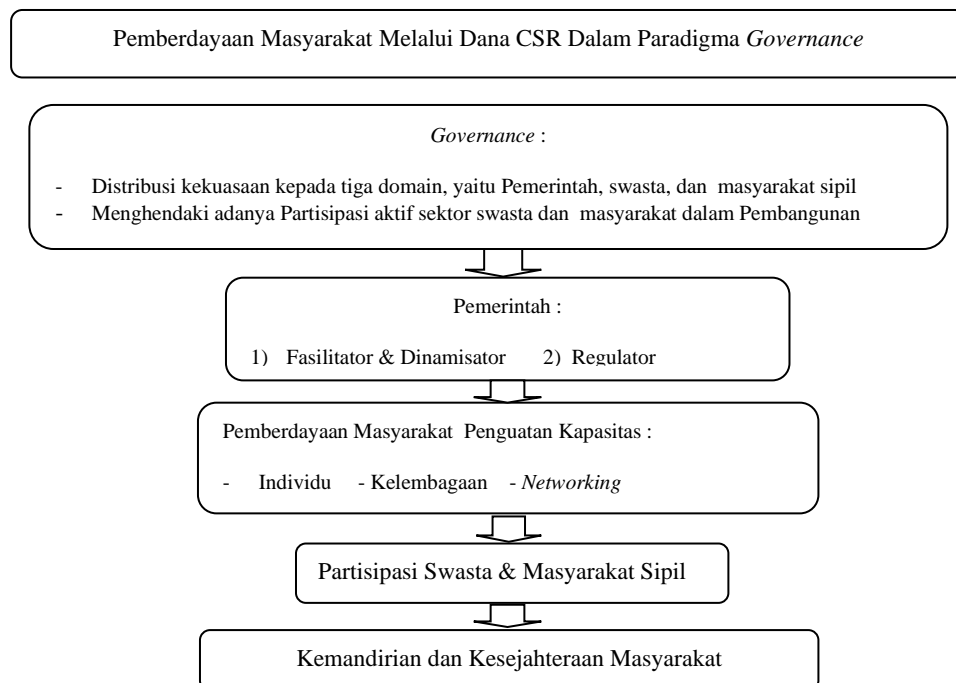 Pemberdayaan Masyarakat Melalui Dana CSR Dalam Paradigma Governance
Governance :
- Distribusi kekuasaan kepada tiga domain, yaitu Pemerintah, swasta, dan masyarakat sipil
- Menghendaki adanya Partisipasi aktif sektor swasta dan masyarakat dalam Pembangunan
Pemerintah :
1) Fasilitator & Dinamisator 2) Regulator
Pemberdayaan Masyarakat Penguatan Kapasitas :
- Individu - Kelembagaan - Networking
Partisipasi Swasta & Masyarakat Sipil
Kemandirian dan Kesejahteraan Masyarakat